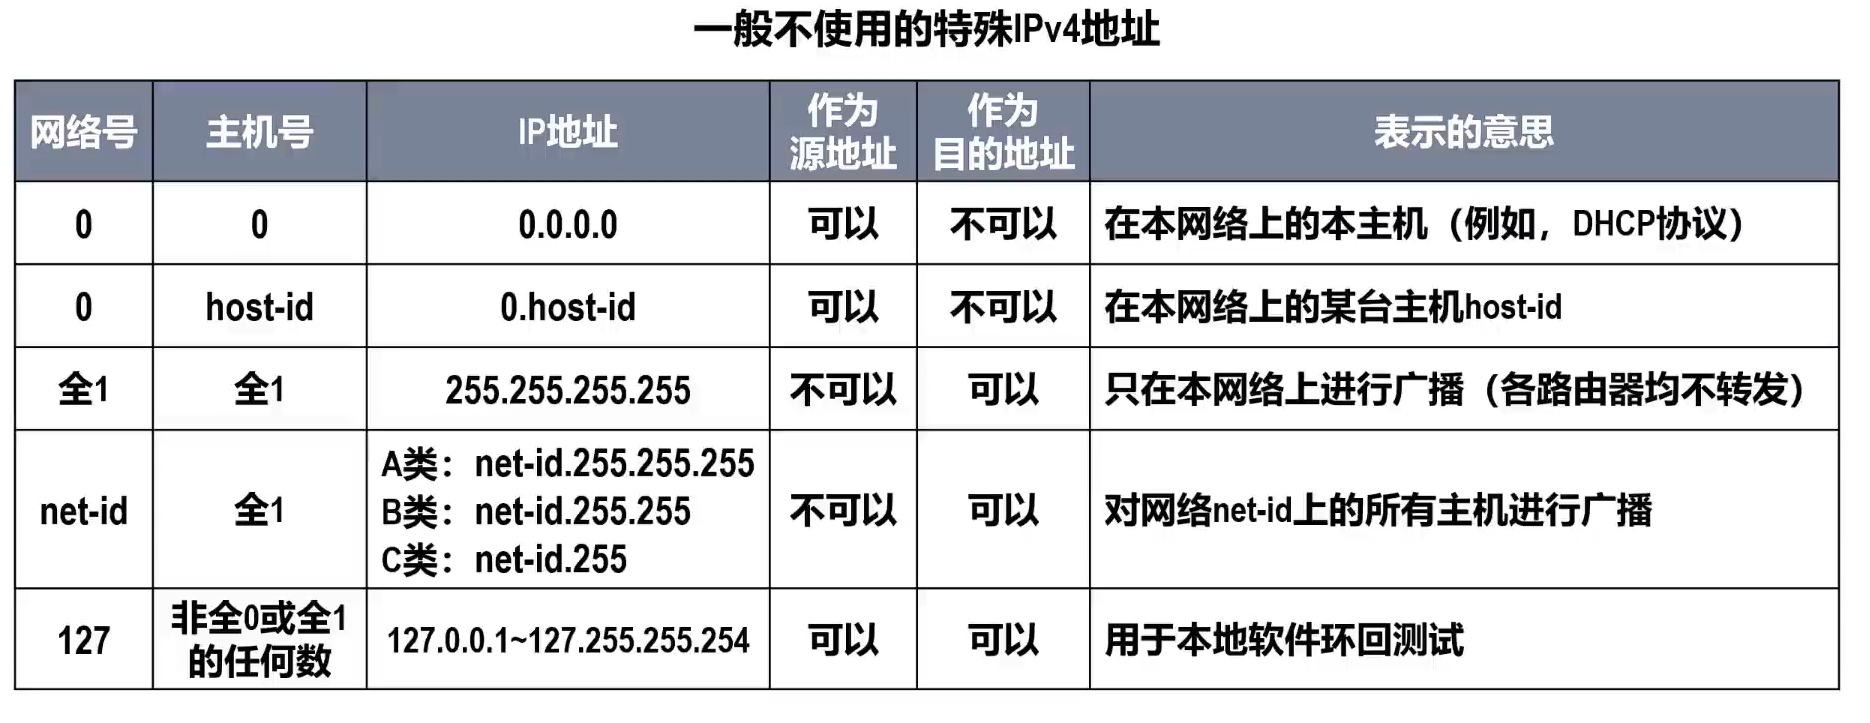 一般不使用的特殊IPv4地址
网络号 主机号 IP地址 作为源地址 作为目的地址 表示的意思
0 0 0.0.0.0 可以 不可以 在本网络上的本主机（例如，DHCP协议）
0 host-id 0.host-id 可以 不可以 在本网络上的某台主机host-id
全1 全1 255.255.255.255 不可以 可以 只在本网络上进行广播（各路由器均不转发）
net-id 全1 A类：net-id.255.255.255
B类：net-id.255.255
C类：net-id.255 不可以 可以 对网络net-id上的所有主机进行广播
127 非全0或全1
的任何数 127.0.0.1~127.255.255.254 可以 可以 用于本地软件环回测试